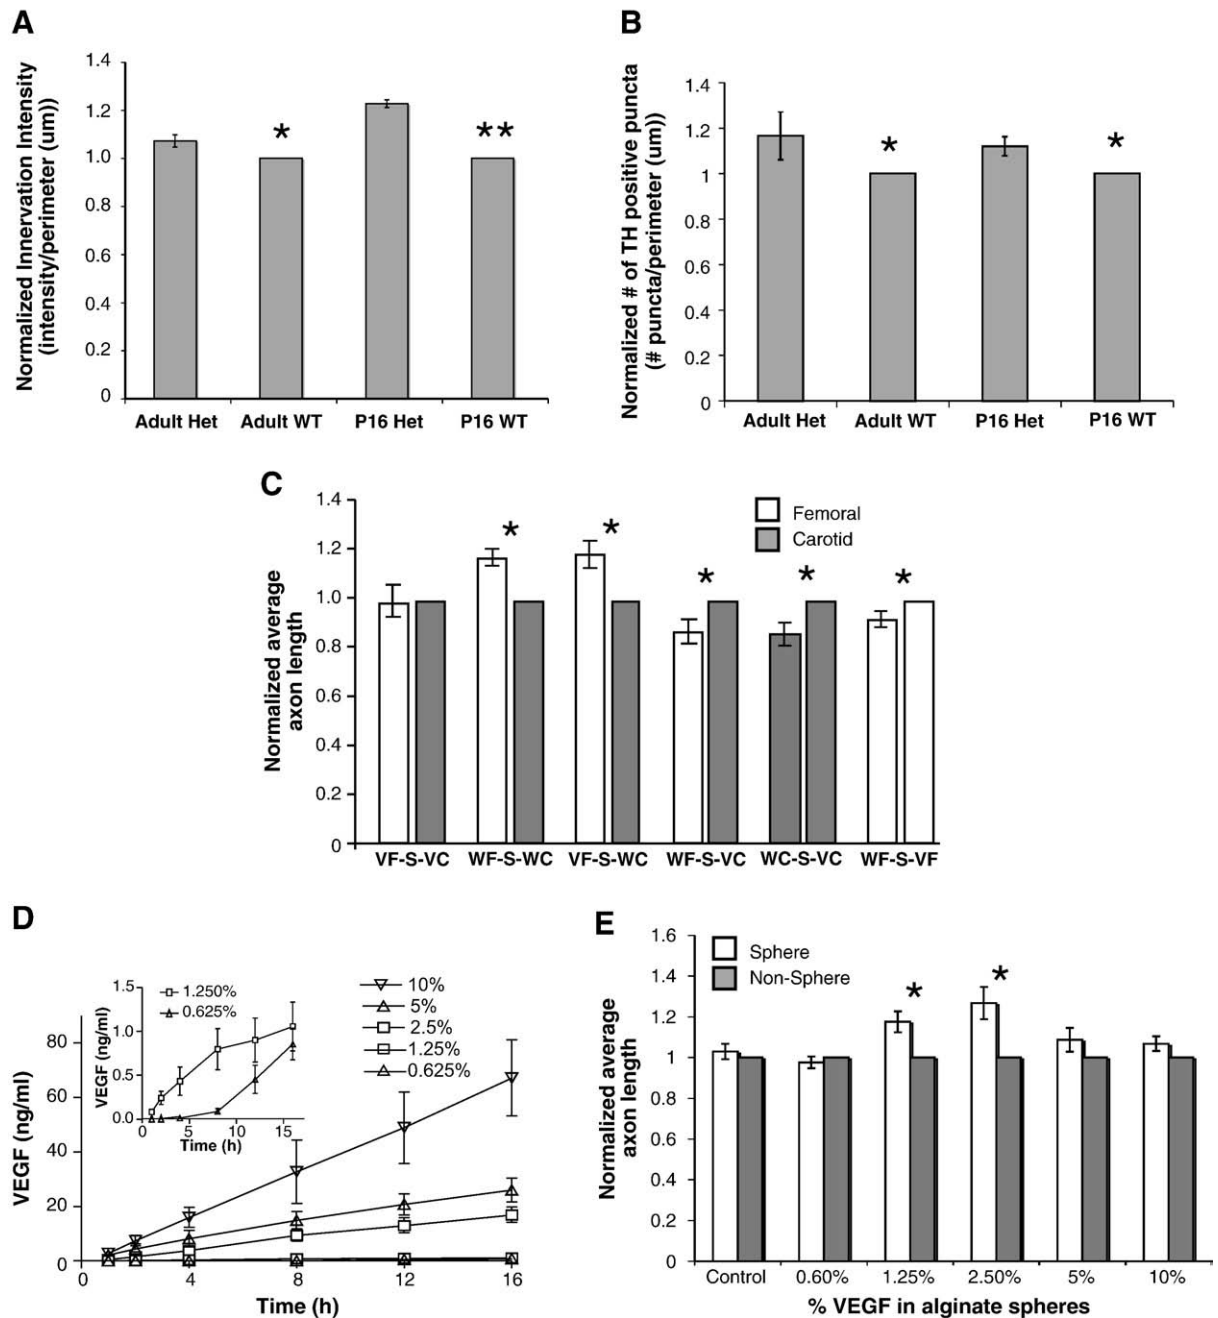 A
Normalized Innervation Intensity
(intensity/perimeter (um))
1.4
1.2
1.0
0.8
0.6
0.4
0.2
0
*
**
Adult Het Adult WT P16 Het P16 WT
B
Normalized # of TH positive puncta
(# puncta/perimeter (um))
1.4
1.2
1
0.8
0.6
0.4
0.2
0
*
*
Adult Het Adult WT P16 Het P16 WT
C
Normalized average
axon length
1.4
1.2
1.0
0.8
0.6
0.4
0.2
0
* * * * *
Femoral
Carotid
VF-S-VC WF-S-WC VF-S-WC WF-S-VC WC-S-VC WF-S-VF
D
VEGF (ng/ml)
80
60
40
20
0
0 4 8 12 16
Time (h)
VEGF (ng/ml)
1.5
1.0
0.5
0.0
0 5 10 15
Time (h)
1.250%
0.625%
10%
5%
2.5%
1.25%
0.625%
E
Normalized average
axon length
1.6
1.4
1.2
1
0.8
0.6
0.4
0.2
0
Sphere
Non-Sphere
* *
Control 0.60% 1.25% 2.50% 5% 10%
% VEGF in alginate spheres